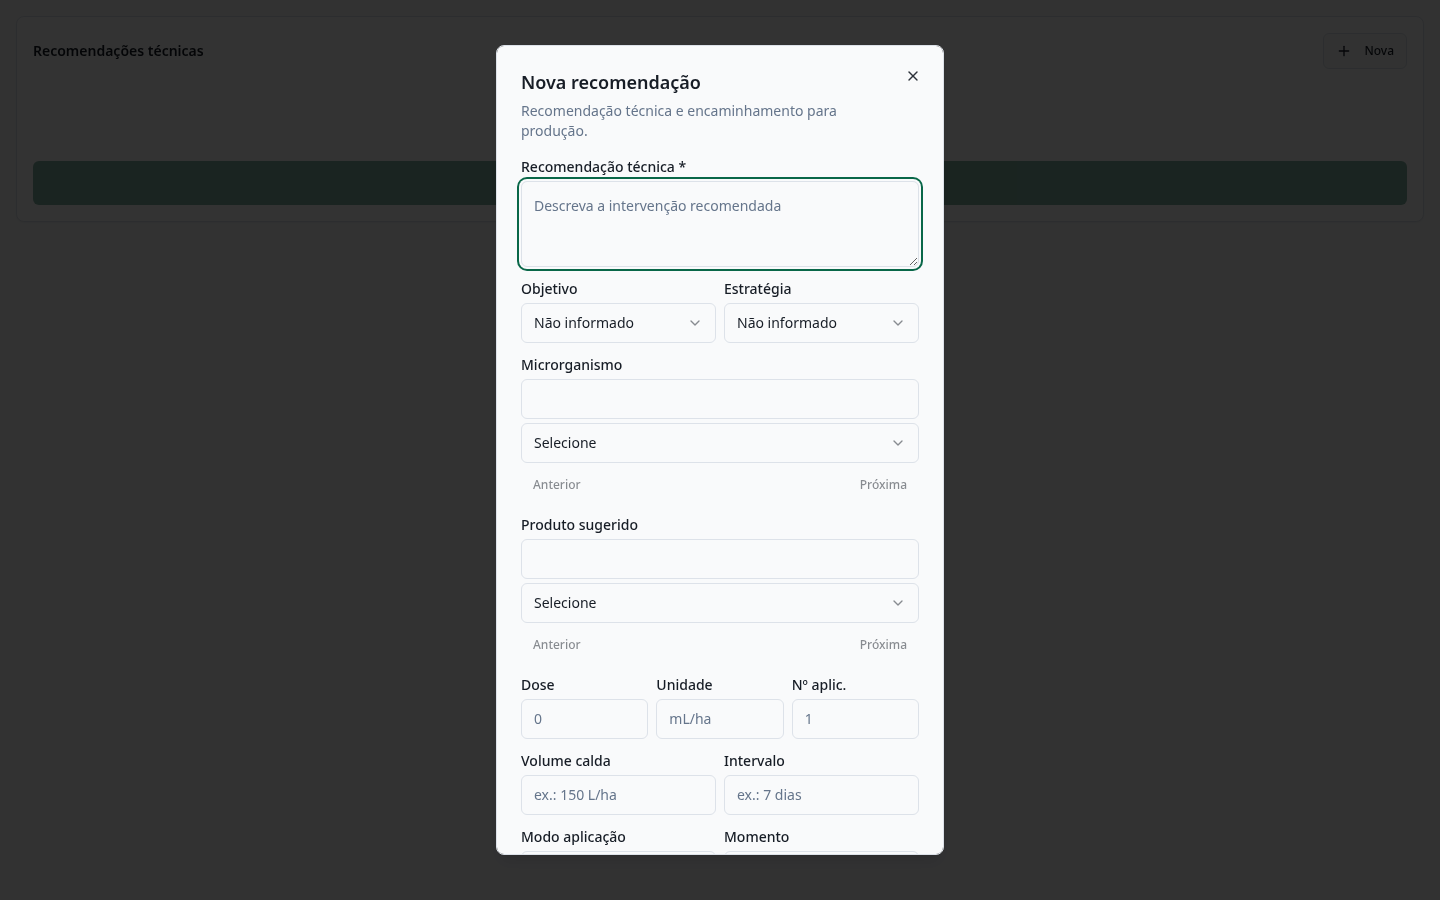 Recomendações técnicas
Nova
Nova recomendação
Recomendação técnica e encaminhamento para
produção.
Recomendação técnica *
Descreva a intervenção recomendada
Objetivo Estratégia
Não informado Não informado
Microrganismo
Selecione
Anterior Próxima
Produto sugerido
Selecione
Anterior Próxima
Dose Unidade Nº aplic.
0 mL/ha 1
Volume calda Intervalo
ex.: 150 L/ha ex.: 7 dias
Modo aplicação Momento